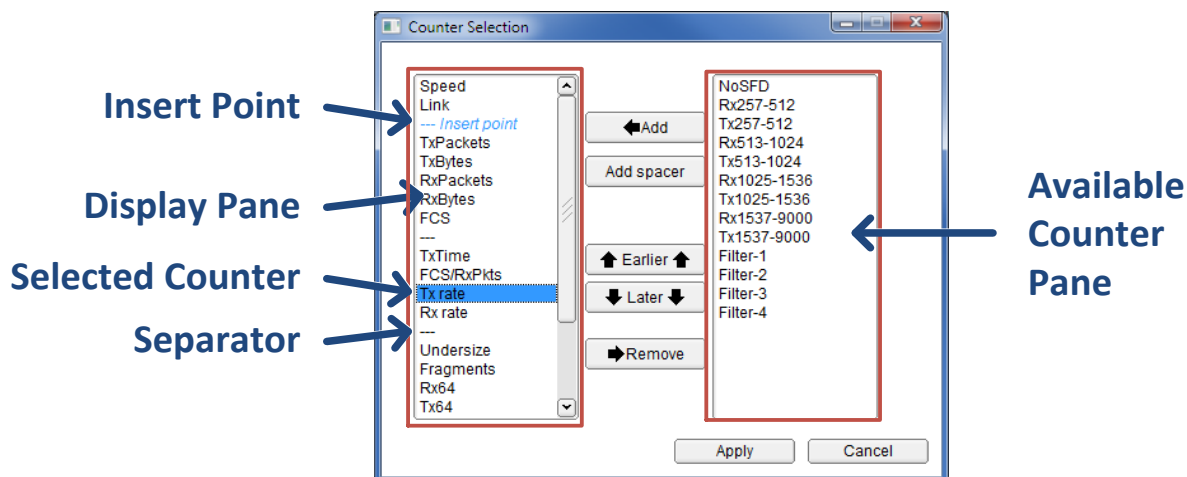 Counter Selection
Insert Point
Display Pane
Selected Counter
Separator
Speed
Link
--- Insert point
TxPackets
TxBytes
RxPackets
RxBytes
FCS
---
TxTime
FCS/RxPkts
Tx rate
Rx rate
---
Undersize
Fragments
Rx64
Tx64
Add
Add spacer
Earlier
Later
Remove
NoSFD
Rx257-512
Tx257-512
Rx513-1024
Tx513-1024
Rx1025-1536
Tx1025-1536
Rx1537-9000
Tx1537-9000
Filter-1
Filter-2
Filter-3
Filter-4
Available
Counter
Pane
Apply
Cancel